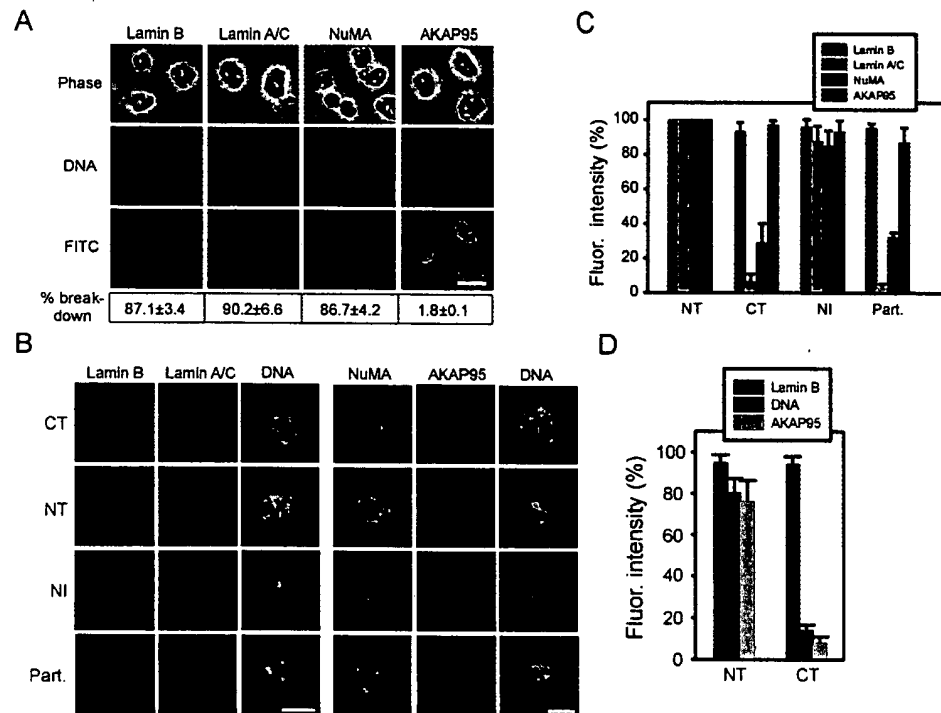 A
Lamin B Lamin A/C NuMA AKAP95
Phase
DNA
FITC
% break-
down
87.1±3.4 90.2±6.6 86.7±4.2 1.8±0.1
B
Lamin B Lamin A/C DNA NuMA AKAP95 DNA
CT
NT
NI
Part.
C
Lamin B
Lamin A/C
NuMA
AKAP95
Fluor. intensity (%)
100
80
60
40
20
0
NT CT NI Part.
D
Lamin B
DNA
AKAP95
Fluor. intensity (%)
100
80
60
40
20
0
NT CT